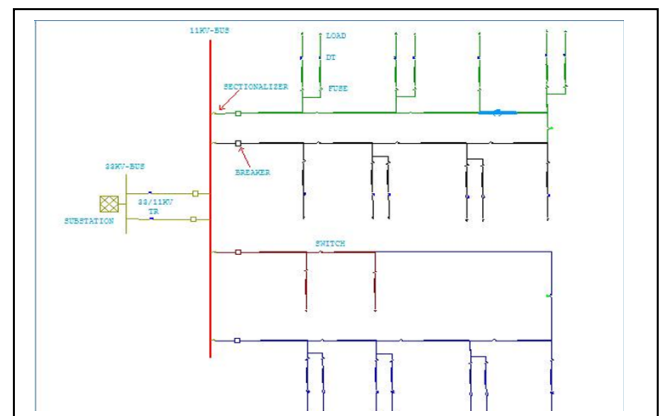 11KV-BUS
LOAD
DT
SECTIONALIZER
FUSE
33KV-BUS
BREAKER
33/11KV
TR
SUBSTATION
SWITCH